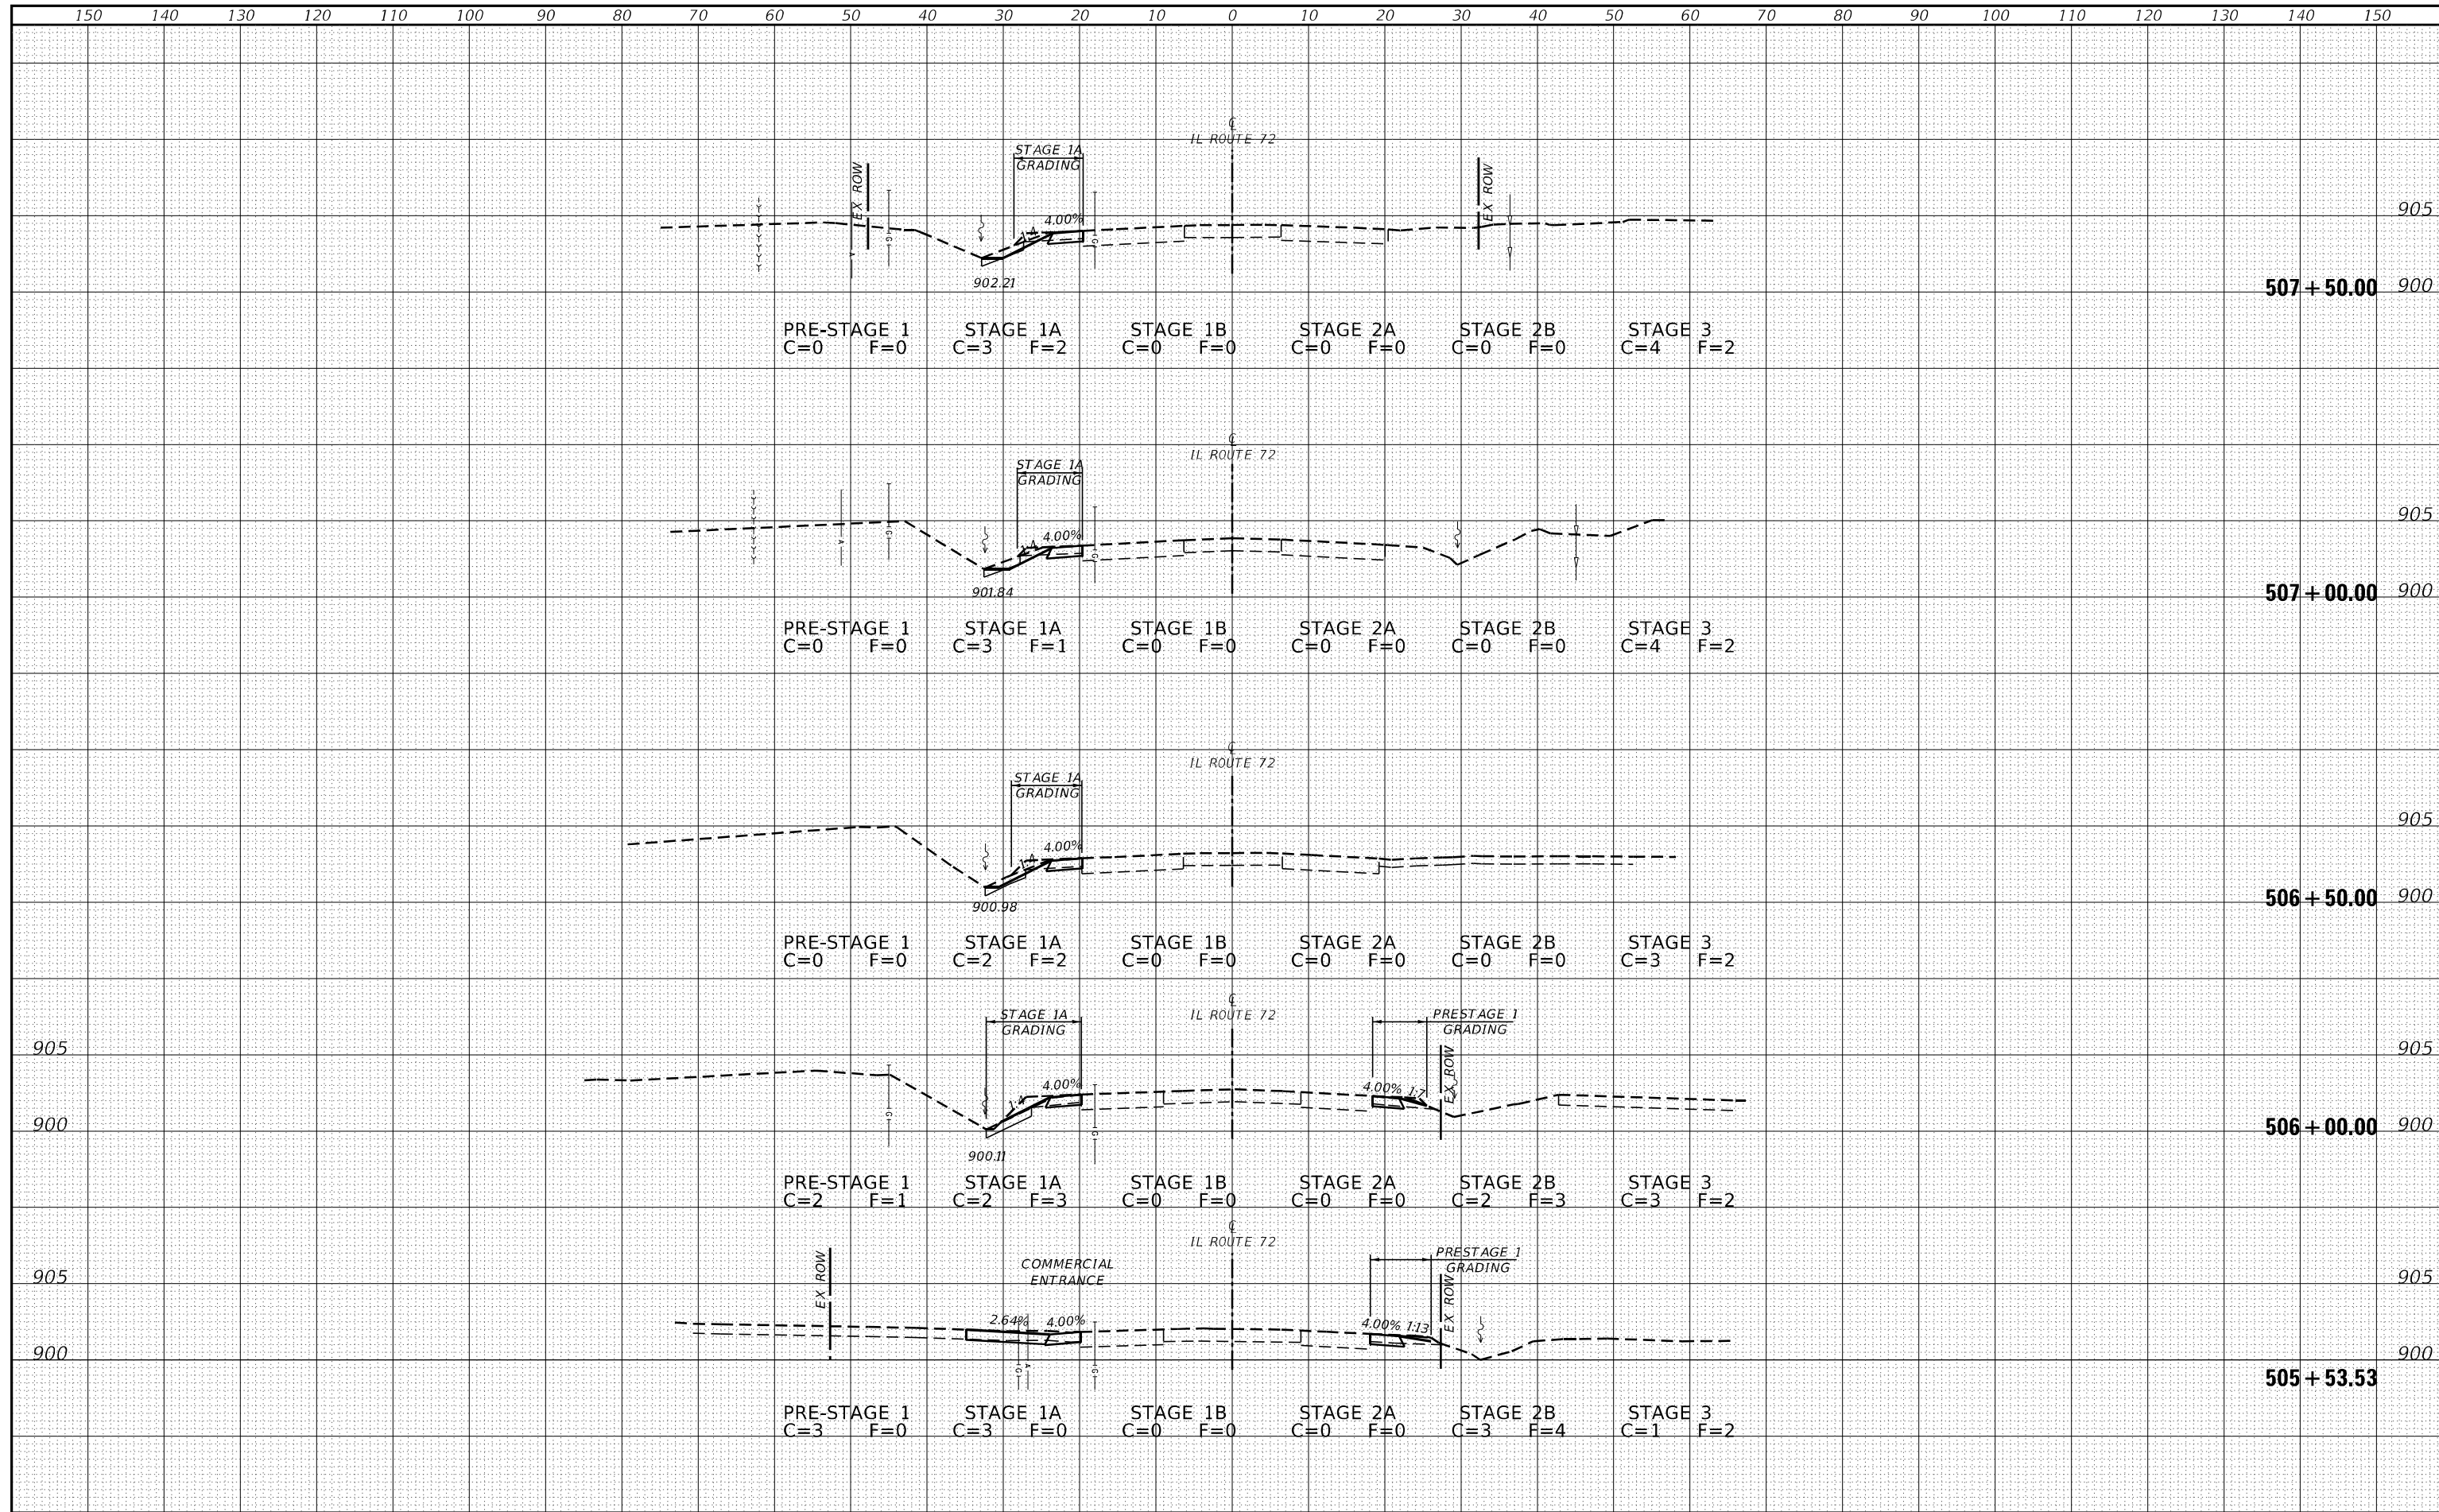 150 140 130 120 110 100 90 80 70 60 50 40 30 20 10 0 10 20 30 40 50 60 70 80 90 100 110 120 130 140 150
℄
IL ROUTE 72
STAGE 1A
GRADING
EX ROW
EX ROW
1:4
4.00%
G
A
G
905
902.21
507+50.00 900
PRE-STAGE 1 STAGE 1A STAGE 1B STAGE 2A STAGE 2B STAGE 3
C=0 F=0 C=3 F=2 C=0 F=0 C=0 F=0 C=0 F=0 C=4 F=2
℄
IL ROUTE 72
STAGE 1A
GRADING
905
1:4
4.00%
G
A
G
901.84
507+00.00 900
PRE-STAGE 1 STAGE 1A STAGE 1B STAGE 2A STAGE 2B STAGE 3
C=0 F=0 C=3 F=1 C=0 F=0 C=0 F=0 C=0 F=0 C=4 F=2
℄
IL ROUTE 72
STAGE 1A
GRADING
905
1:4
4.00%
900.98
506+50.00 900
PRE-STAGE 1 STAGE 1A STAGE 1B STAGE 2A STAGE 2B STAGE 3
C=0 F=0 C=2 F=2 C=0 F=0 C=0 F=0 C=0 F=0 C=3 F=2
℄
IL ROUTE 72
STAGE 1A
GRADING
PRESTAGE 1
GRADING
905 905
EX ROW
1:4
4.00%
4.00% 1:7
G
G
900 506+00.00 900
900.11
PRE-STAGE 1 STAGE 1A STAGE 1B STAGE 2A STAGE 2B STAGE 3
C=2 F=1 C=2 F=3 C=0 F=0 C=0 F=0 C=2 F=3 C=3 F=2
℄
IL ROUTE 72
COMMERCIAL
ENTRANCE
PRESTAGE 1
GRADING
905 905
EX ROW
EX ROW
2.64% 4.00%
4.00% 1:13
G
A
G
900 900
505+53.53
PRE-STAGE 1 STAGE 1A STAGE 1B STAGE 2A STAGE 2B STAGE 3
C=3 F=0 C=3 F=0 C=0 F=0 C=0 F=0 C=3 F=4 C=1 F=2